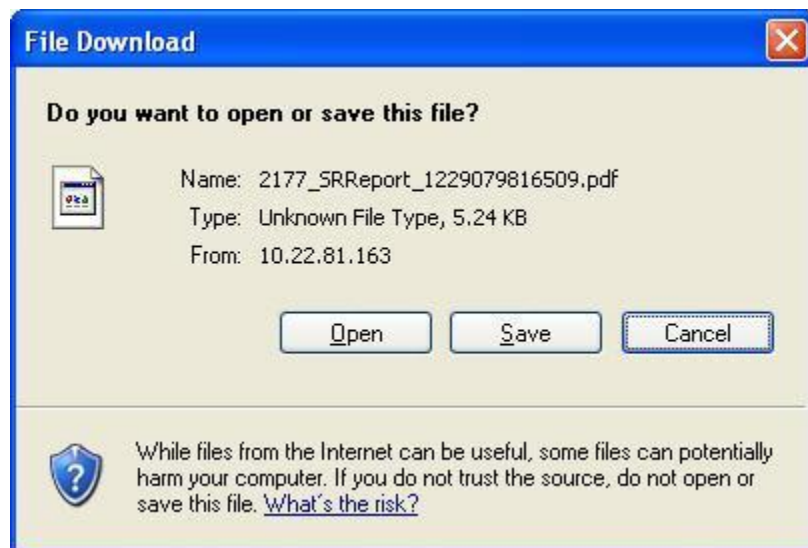 File Download
Do you want to open or save this file?
Name: 2177_SRReport_1229079816509.pdf
Type: Unknown File Type, 5.24 KB
From: 10.22.81.163
Open Save Cancel
While files from the Internet can be useful, some files can potentially
harm your computer. If you do not trust the source, do not open or
save this file. What's the risk?